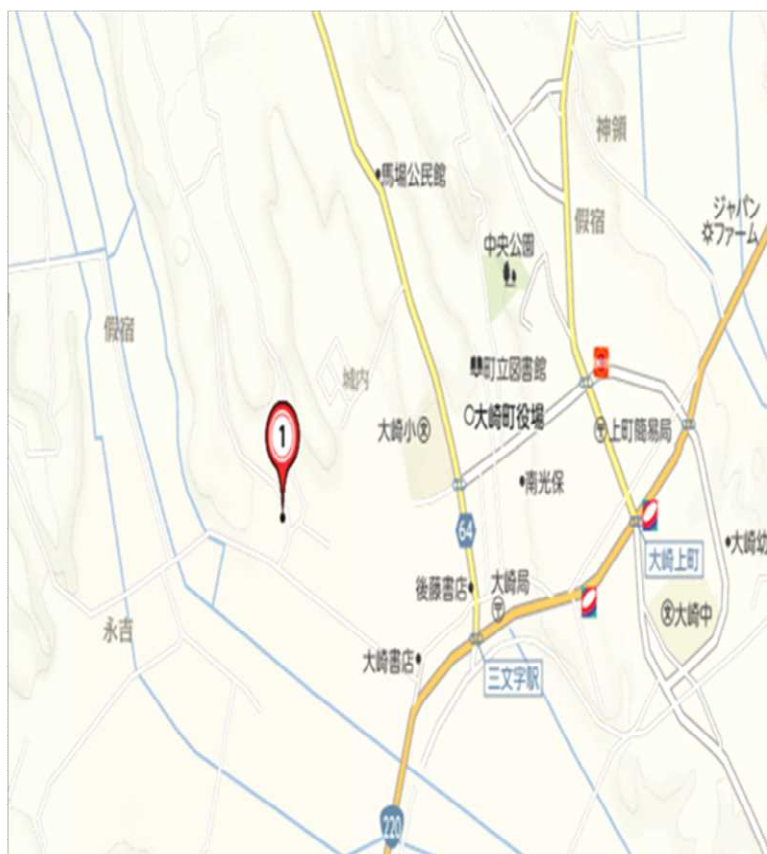 神領
馬場公民館
ジャパン
ファーム
假宿
中央公園
假宿
町立図書館
城内
大崎町役場
大崎小
上町簡易局
1
南光保
64
大崎上町
大崎幼
大崎局
後藤書店
大崎中
永吉
大崎書店
三文字駅
220